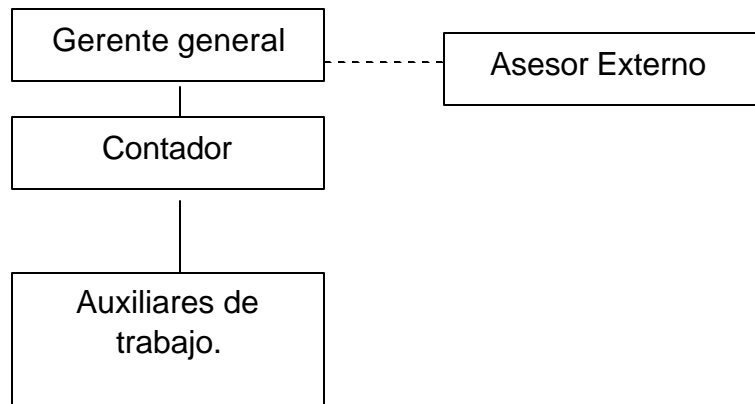 Gerente general
Asesor Externo
Contador
Auxiliares de
trabajo.